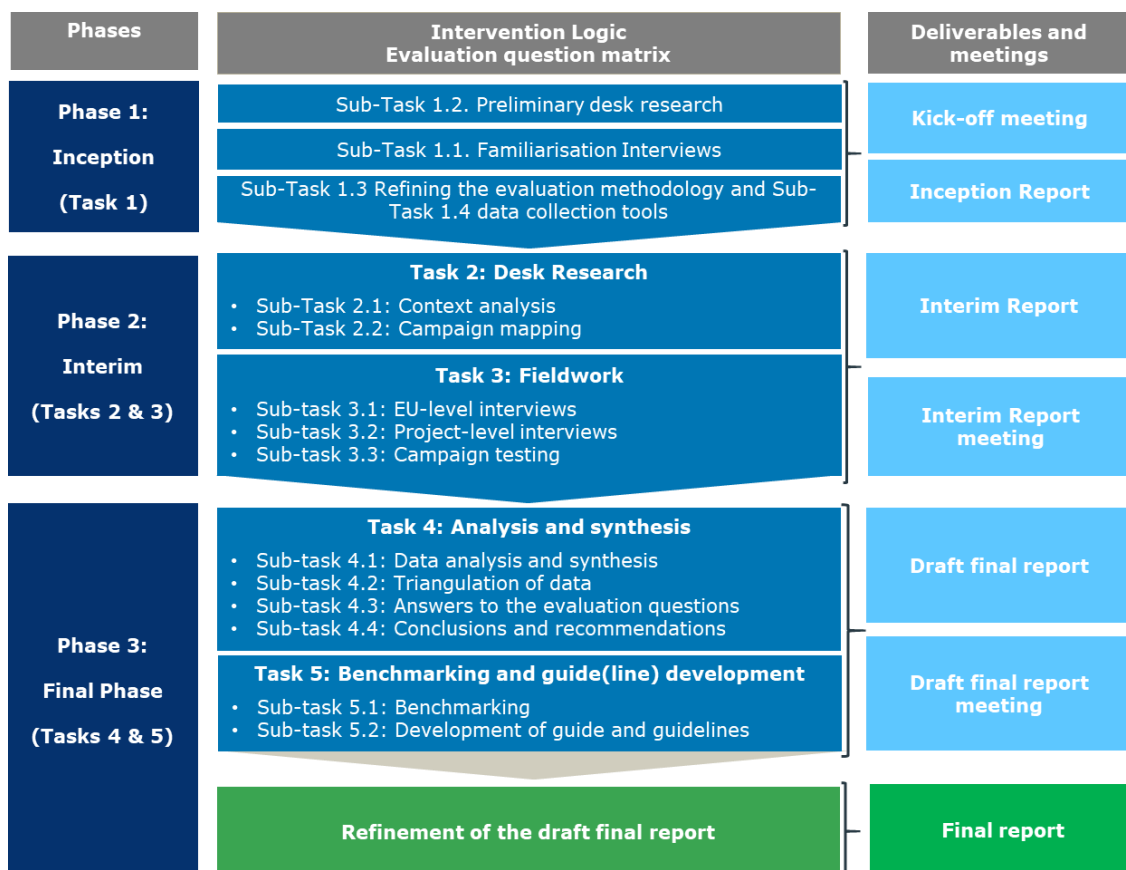 Phases
Intervention Logic
Evaluation question matrix
Deliverables and
meetings
Phase 1:
Inception
(Task 1)
Sub-Task 1.2. Preliminary desk research
Sub-Task 1.1. Familiarisation Interviews
Sub-Task 1.3 Refining the evaluation methodology and Sub-
Task 1.4 data collection tools
Kick-off meeting
Inception Report
Phase 2:
Interim
(Tasks 2 & 3)
Task 2: Desk Research
• Sub-Task 2.1: Context analysis
• Sub-Task 2.2: Campaign mapping
Task 3: Fieldwork
• Sub-task 3.1: EU-level interviews
• Sub-task 3.2: Project-level interviews
• Sub-task 3.3: Campaign testing
Interim Report
Interim Report
meeting
Phase 3:
Final Phase
(Tasks 4 & 5)
Task 4: Analysis and synthesis
• Sub-task 4.1: Data analysis and synthesis
• Sub-task 4.2: Triangulation of data
• Sub-task 4.3: Answers to the evaluation questions
• Sub-task 4.4: Conclusions and recommendations
Task 5: Benchmarking and guide(line) development
• Sub-task 5.1: Benchmarking
• Sub-task 5.2: Development of guide and guidelines
Draft final report
Draft final report
meeting
Refinement of the draft final report
Final report